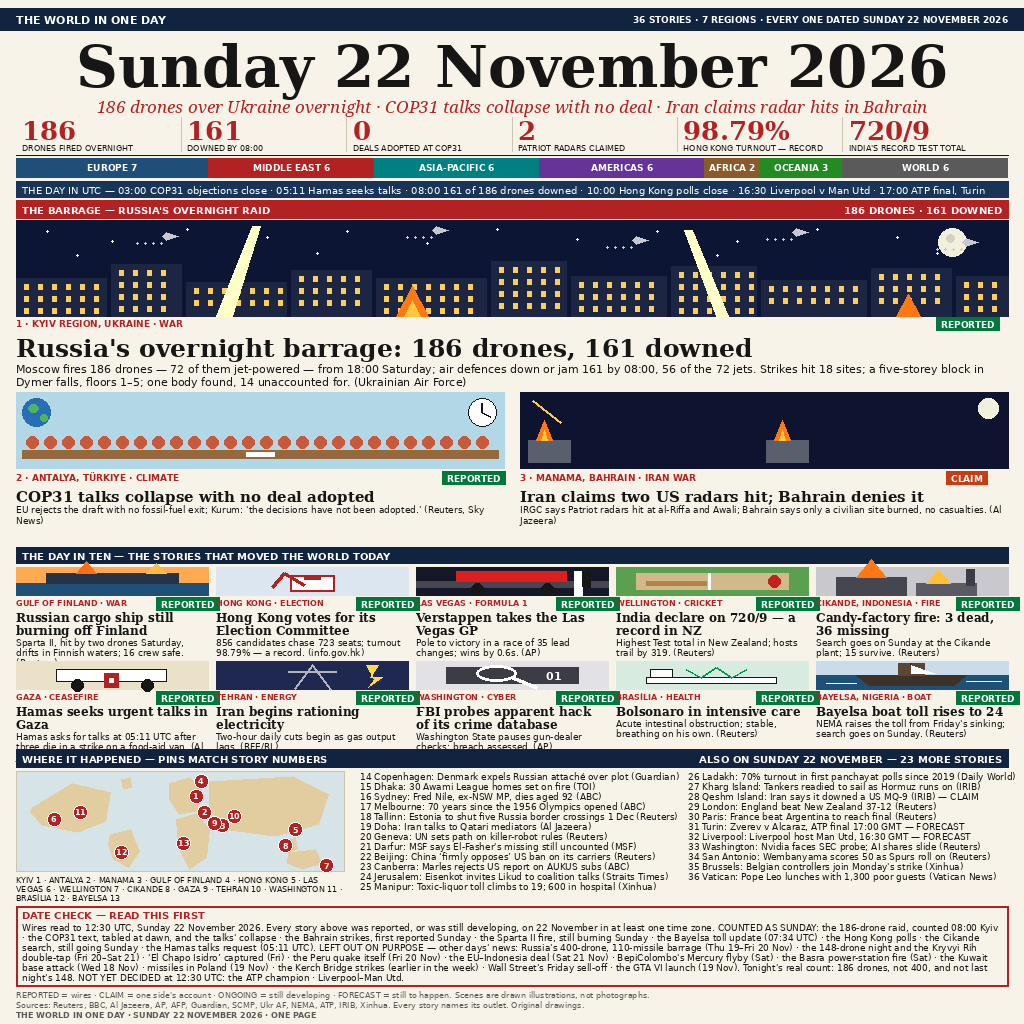 THE WORLD IN ONE DAY
36 STORIES · 7 REGIONS · EVERY ONE DATED SUNDAY 22 NOVEMBER 2026
Sunday 22 November 2026
186 drones over Ukraine overnight · COP31 talks collapse with no deal · Iran claims radar hits in Bahrain
186
DRONES FIRED OVERNIGHT
161
DOWNED BY 08:00
0
DEALS ADOPTED AT COP31
2
PATRIOT RADARS CLAIMED
98.79%
HONG KONG TURNOUT — RECORD
720/9
INDIA'S RECORD TEST TOTAL
EUROPE 7
MIDDLE EAST 6
ASIA-PACIFIC 6
AMERICAS 6
AFRICA 2
OCEANIA 3
WORLD 6
THE DAY IN UTC — 03:00 COP31 objections close · 05:11 Hamas seeks talks · 08:00 161 of 186 drones downed · 10:00 Hong Kong polls close · 16:30 Liverpool v Man Utd · 17:00 ATP final, Turin
THE BARRAGE — RUSSIA'S OVERNIGHT RAID
186 DRONES · 161 DOWNED
1 · KYIV REGION, UKRAINE · WAR
REPORTED
Russia's overnight barrage: 186 drones, 161 downed
Moscow fires 186 drones — 72 of them jet-powered — from 18:00 Saturday; air defences down or jam 161 by 08:00, 56 of the 72 jets. Strikes hit 18 sites; a five-storey block in
Dymer falls, floors 1–5; one body found, 14 unaccounted for. (Ukrainian Air Force)
2 · ANTALYA, TÜRKIYE · CLIMATE
REPORTED
COP31 talks collapse with no deal adopted
EU rejects the draft with no fossil-fuel exit; Kurum: 'the decisions have not been adopted.' (Reuters, Sky
News)
3 · MANAMA, BAHRAIN · IRAN WAR
CLAIM
Iran claims two US radars hit; Bahrain denies it
IRGC says Patriot radars hit at al-Riffa and Awali; Bahrain says only a civilian site burned, no casualties. (Al
Jazeera)
THE DAY IN TEN — THE STORIES THAT MOVED THE WORLD TODAY
GULF OF FINLAND · WAR
REPORTED
Russian cargo ship still
burning off Finland
Sparta II, hit by two drones Saturday,
drifts in Finnish waters; 16 crew safe.
HONG KONG · ELECTION
REPORTED
Hong Kong votes for its
Election Committee
856 candidates chase 723 seats; turnout
98.79% — a record. (info.gov.hk)
LAS VEGAS · FORMULA 1
REPORTED
Verstappen takes the Las
Vegas GP
Pole to victory in a race of 35 lead
changes; wins by 0.6s. (AP)
WELLINGTON · CRICKET
REPORTED
India declare on 720/9 — a
record in NZ
Highest Test total in New Zealand; hosts
trail by 319. (Reuters)
CIKANDE, INDONESIA · FIRE
REPORTED
Candy-factory fire: 3 dead,
36 missing
Search goes on Sunday at the Cikande
plant; 15 survive. (Reuters)
GAZA · CEASEFIRE
REPORTED
Hamas seeks urgent talks in
Gaza
Hamas asks for talks at 05:11 UTC after
three die in a strike on a food-aid van. (Al
TEHRAN · ENERGY
REPORTED
Iran begins rationing
electricity
Two-hour daily cuts begin as gas output
lags. (RFE/RL)
01
WASHINGTON · CYBER
REPORTED
FBI probes apparent hack
of its crime database
Washington State pauses gun-dealer
checks; breach assessed. (AP)
BRASÍLIA · HEALTH
REPORTED
Bolsonaro in intensive care
Acute intestinal obstruction; stable,
breathing on his own. (Reuters)
BAYELSA, NIGERIA · BOAT
REPORTED
Bayelsa boat toll rises to 24
NEMA raises the toll from Friday's sinking;
search goes on Sunday. (Reuters)
WHERE IT HAPPENED — PINS MATCH STORY NUMBERS
ALSO ON SUNDAY 22 NOVEMBER — 23 MORE STORIES
4
1
11
6
2
9
3
10
5
13
12
8
7
KYIV 1 · ANTALYA 2 · MANAMA 3 · GULF OF FINLAND 4 · HONG KONG 5 · LAS
VEGAS 6 · WELLINGTON 7 · CIKANDE 8 · GAZA 9 · TEHRAN 10 · WASHINGTON 11 ·
BRASÍLIA 12 · BAYELSA 13
14 Copenhagen: Denmark expels Russian attaché over plot (Guardian)
15 Dhaka: 30 Awami League homes set on fire (TOI)
16 Sydney: Fred Nile, ex-NSW MP, dies aged 92 (ABC)
17 Melbourne: 70 years since the 1956 Olympics opened (ABC)
18 Tallinn: Estonia to shut five Russia border crossings 1 Dec (Reuters)
19 Doha: Iran talks to Qatari mediators (Al Jazeera)
20 Geneva: UN sets path on killer-robot rules (Reuters)
21 Darfur: MSF says El-Fasher's missing still uncounted (MSF)
22 Beijing: China 'firmly opposes' US ban on its carriers (Reuters)
23 Canberra: Marles rejects US report on AUKUS subs (ABC)
24 Jerusalem: Eisenkot invites Likud to coalition talks (Straits Times)
25 Manipur: Toxic-liquor toll climbs to 19; 600 in hospital (Xinhua)
26 Ladakh: 70% turnout in first panchayat polls since 2019 (Daily World)
27 Kharg Island: Tankers readied to sail as Hormuz runs on (IRIB)
28 Qeshm Island: Iran says it downed a US MQ-9 (IRIB) — CLAIM
29 London: England beat New Zealand 37-12 (Reuters)
30 Paris: France beat Argentina to reach final (Reuters)
31 Turin: Zverev v Alcaraz, ATP final 17:00 GMT — FORECAST
32 Liverpool: Liverpool host Man Utd, 16:30 GMT — FORECAST
33 Washington: Nvidia faces SEC probe; AI shares slide (Reuters)
34 San Antonio: Wembanyama scores 50 as Spurs roll on (Reuters)
35 Brussels: Belgian controllers join Monday's strike (Xinhua)
36 Vatican: Pope Leo lunches with 1,300 poor guests (Vatican News)
DATE CHECK — READ THIS FIRST
Wires read to 12:30 UTC, Sunday 22 November 2026. Every story above was reported, or was still developing, on 22 November in at least one time zone. COUNTED AS SUNDAY: the 186-drone raid, counted 08:00 Kyiv
· the COP31 text, tabled at dawn, and the talks' collapse · the Bahrain strikes, first reported Sunday · the Sparta II fire, still burning Sunday · the Bayelsa toll update (07:34 UTC) · the Hong Kong polls · the Cikande
search, still going Sunday · the Hamas talks request (05:11 UTC). LEFT OUT ON PURPOSE — other days' news: Russia's 400-drone, 110-missile barrage (Thu 19–Fri 20 Nov) · the 148-drone night and the Kryvyi Rih
double-tap (Fri 20–Sat 21) · 'El Chapo Isidro' captured (Fri) · the Peru quake itself (Fri 20 Nov) · the EU–Indonesia deal (Sat 21 Nov) · BepiColombo's Mercury flyby (Sat) · the Basra power-station fire (Sat) · the Kuwait
base attack (Wed 18 Nov) · missiles in Poland (19 Nov) · the Kerch Bridge strikes (earlier in the week) · Wall Street's Friday sell-off · the GTA VI launch (19 Nov). Tonight's real count: 186 drones, not 400, and not last
night's 148. NOT YET DECIDED at 12:30 UTC: the ATP champion · Liverpool–Man Utd.
REPORTED = wires · CLAIM = one side's account · ONGOING = still developing · FORECAST = still to happen. Scenes are drawn illustrations, not photographs.
Sources: Reuters, BBC, Al Jazeera, AP, AFP, Guardian, SCMP, Ukr AF, NEMA, ATP, IRIB, Xinhua. Every story names its outlet. Original drawings.
THE WORLD IN ONE DAY · SUNDAY 22 NOVEMBER 2026 · ONE PAGE